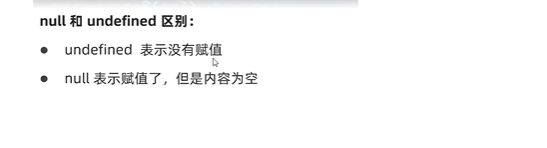 null 和 undefined 区别：
● undefined 表示没有赋值
● null 表示赋值了，但是内容为空